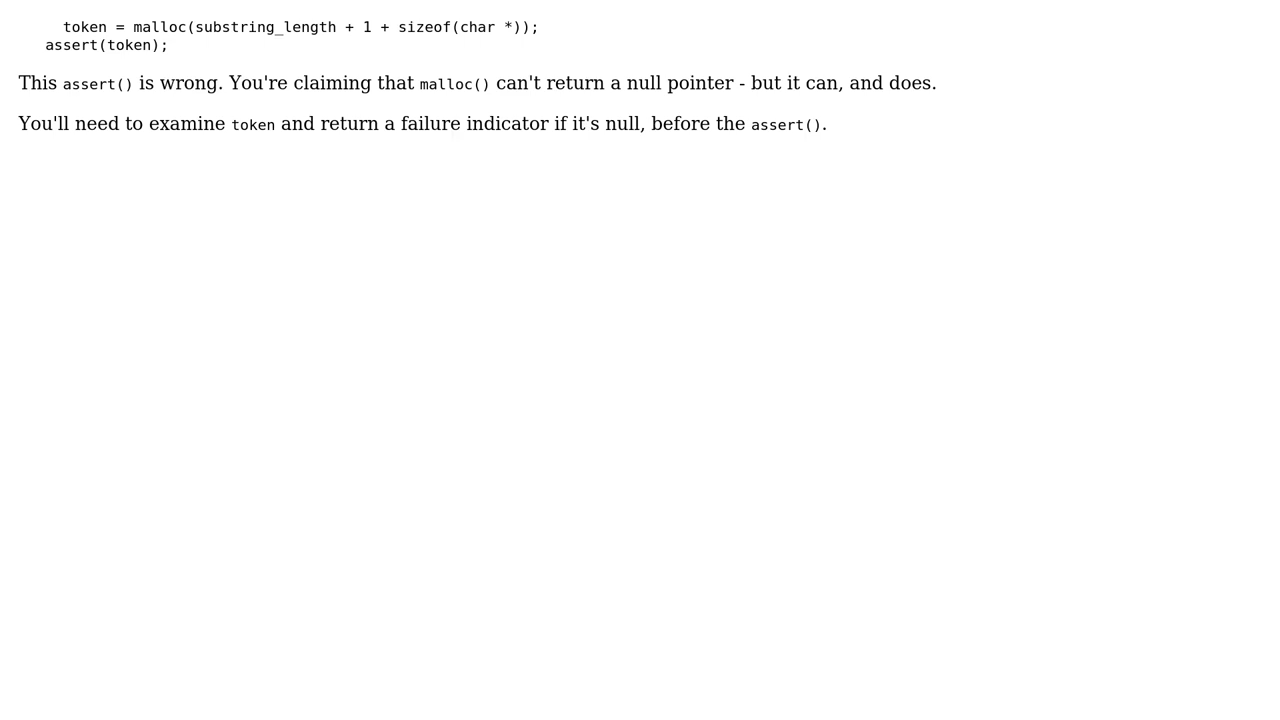 token = malloc(substring_length + 1 + sizeof(char *));
assert(token);
This assert() is wrong. You're claiming that malloc() can't return a null pointer - but it can, and does.
You'll need to examine token and return a failure indicator if it's null, before the assert().